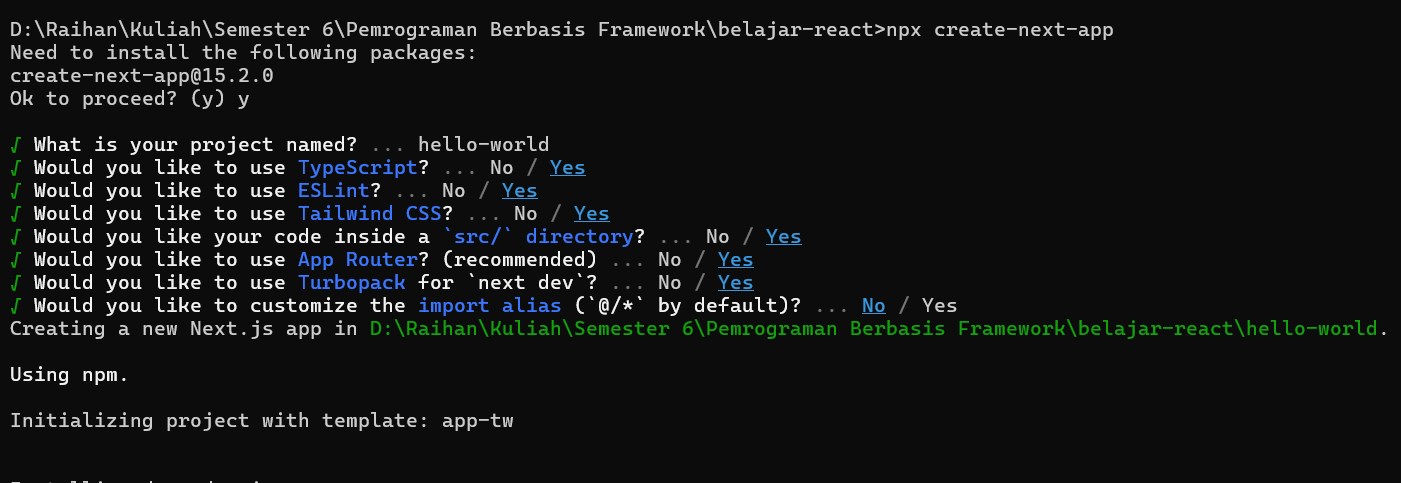 D:\Raihan\Kuliah\Semester 6\Pemrograman Berbasis Framework\belajar-react>npx create-next-app
Need to install the following packages:
create-next-app@15.2.0
Ok to proceed? (y) y
√ What is your project named? ... hello-world
√ Would you like to use TypeScript? ... No / Yes
√ Would you like to use ESLint? ... No / Yes
√ Would you like to use Tailwind CSS? ... No / Yes
√ Would you like your code inside a `src/` directory? ... No / Yes
√ Would you like to use App Router? (recommended) ... No / Yes
√ Would you like to use Turbopack for `next dev`? ... No / Yes
√ Would you like to customize the import alias (`@/*` by default)? ... No / Yes
Creating a new Next.js app in D:\Raihan\Kuliah\Semester 6\Pemrograman Berbasis Framework\belajar-react\hello-world.
Using npm.
Initializing project with template: app-tw